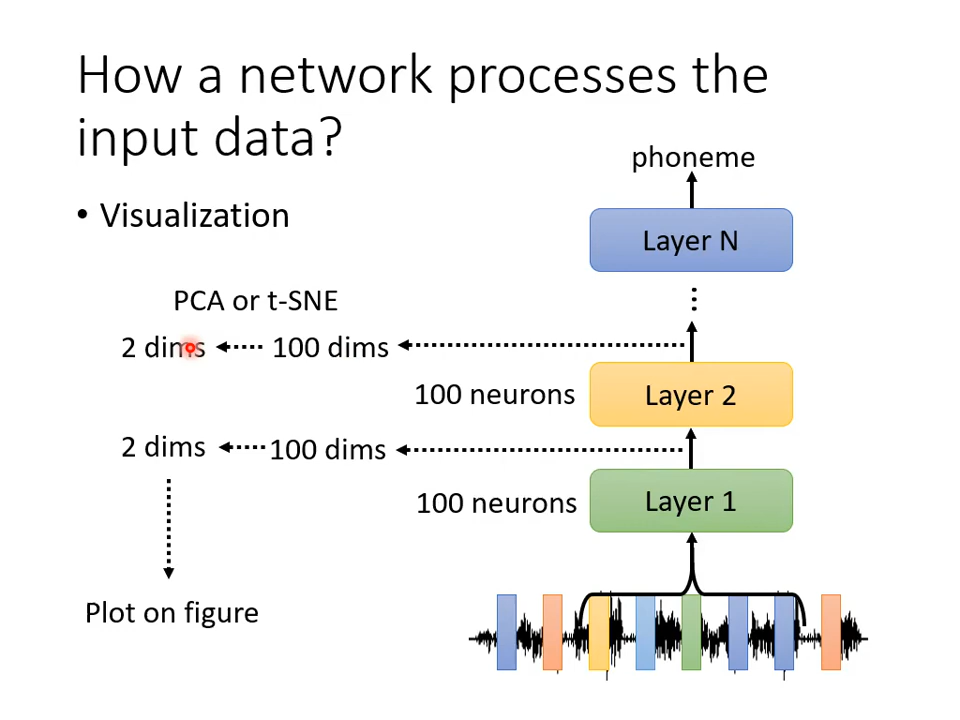 How a network processes the
input data?
• Visualization
phoneme
Layer N
⋮
PCA or t-SNE
2 dims
100 dims
100 neurons
Layer 2
2 dims
100 dims
100 neurons
Layer 1
Plot on figure